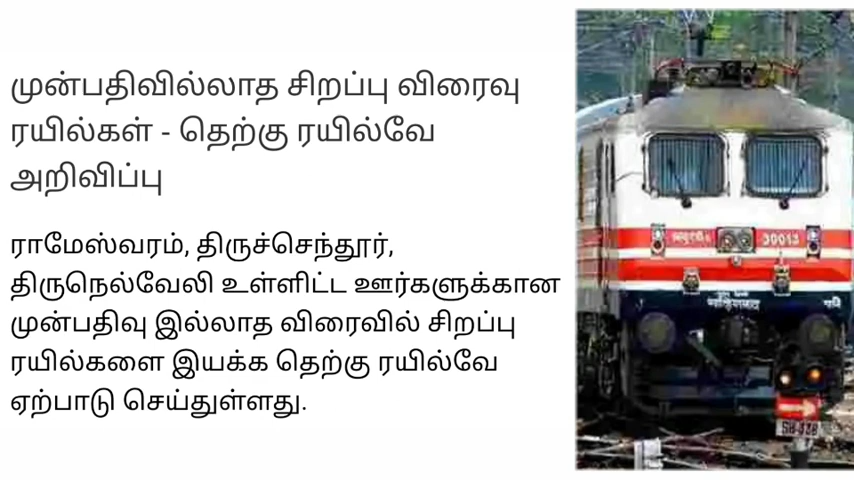 முன்பதிவில்லாத சிறப்பு விரைவு
ரயில்கள் - தெற்கு ரயில்வே
அறிவிப்பு
ராமேஸ்வரம், திருச்செந்தூர்,
திருநெல்வேலி உள்ளிட்ட ஊர்களுக்கான
முன்பதிவு இல்லாத விரைவில் சிறப்பு
ரயில்களை இயக்க தெற்கு ரயில்வே
ஏற்பாடு செய்துள்ளது.
30013